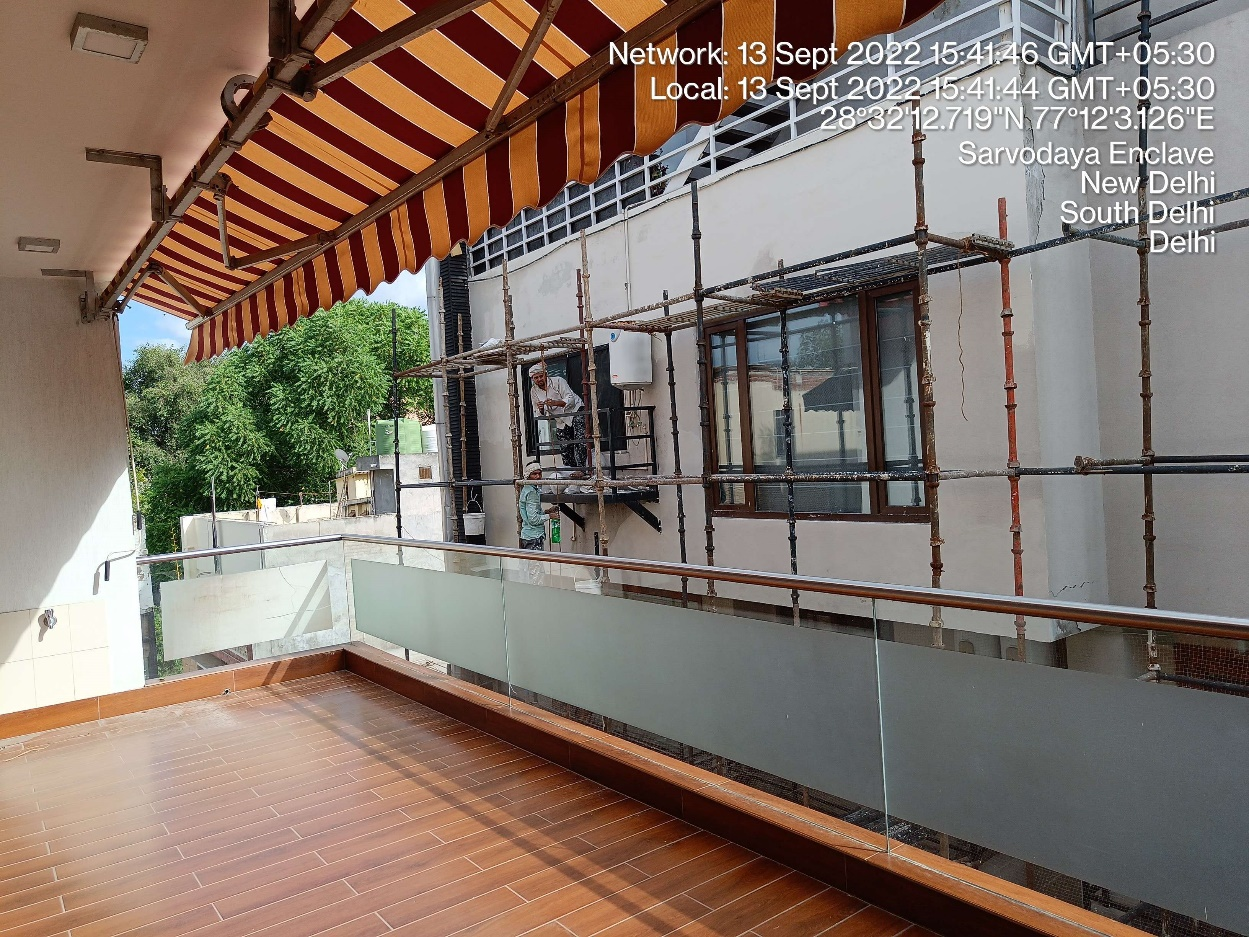 Network: 13 Sept 2022 15:41:46 GMT+05:30
Local: 13 Sept 2022 15:41:44 GMT+05:30
28°32'12.719"N 77°12'3.126"E
Sarvodaya Enclave
New Delhi
South Delhi
Delhi